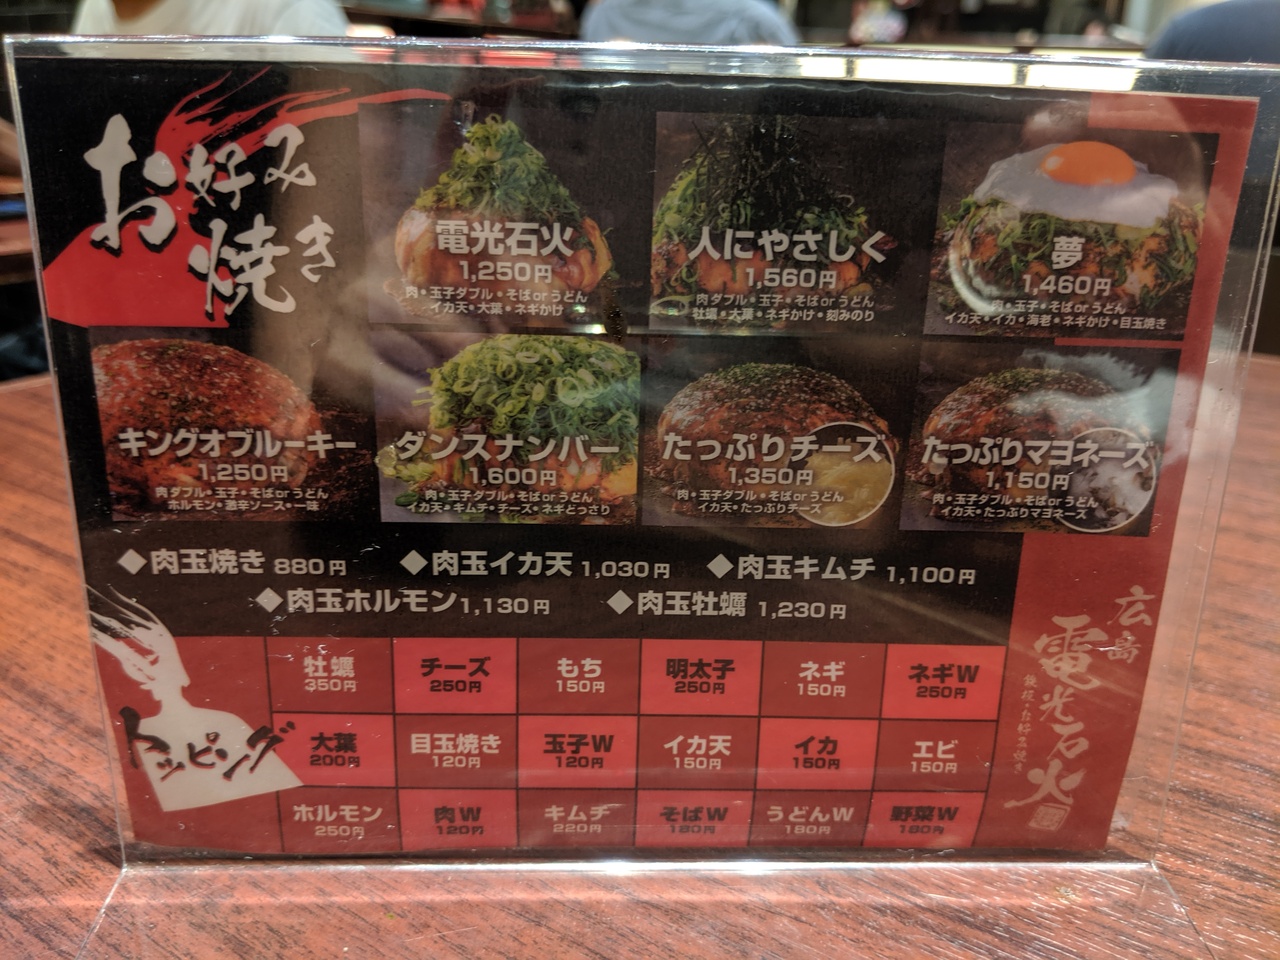 お好み焼き
電光石火
1,250円
肉・玉子ダブル・そばorうどん
イカ天・大葉・ネギかけ
人にやさしく
1,560円
肉ダブル・玉子・そばorうどん
牡蠣・大葉・ネギかけ・刻みのり
夢
1,460円
肉・玉子・そばorうどん
イカ天・イカ・海老・ネギかけ・目玉焼き
キングオブルーキー
1,250円
肉ダブル・玉子・そばorうどん
ホルモン・激辛ソース・一味
ダンスナンバー
1,600円
肉・玉子ダブル・そばorうどん
イカ天・キムチ・チーズ・ネギどっさり
たっぷりチーズ
1,350円
肉・玉子ダブル・そばorうどん
イカ天・たっぷりチーズ
たっぷりマヨネーズ
1,150円
肉・玉子ダブル・そばorうどん
イカ天・たっぷりマヨネーズ
◆肉玉焼き 880円 ◆肉玉イカ天 1,030円 ◆肉玉キムチ 1,100円
◆肉玉ホルモン 1,130円 ◆肉玉牡蠣 1,230円
トッピング
牡蠣 チーズ もち 明太子 ネギ ネギW
350円 250円 150円 250円 150円 250円
大葉 目玉焼き 玉子W イカ天 イカ エビ
200円 120円 120円 150円 150円 150円
ホルモン 肉W キムチ そばW うどんW 野菜W
250円 120円 220円 180円 180円 180円
広島
電光石火
鉄板・お好み焼き